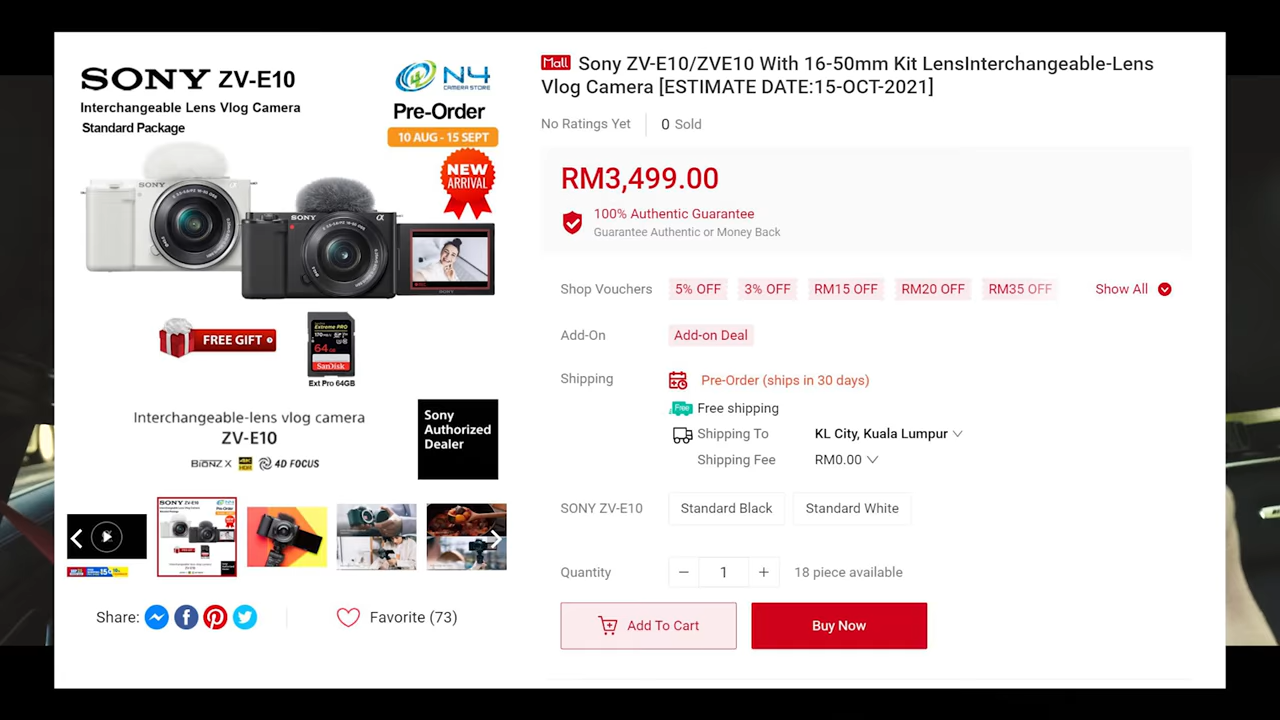 SONY ZV-E10
Interchangeable Lens Vlog Camera
Standard Package
N4
CAMERA STORE
Pre-Order
10 AUG - 15 SEPT
NEW
ARRIVAL
SONY
SONY
α
FREE GIFT
SanDisk
Extreme PRO
170
64
SanDisk
Ext Pro 64GB
Interchangeable-lens vlog camera
ZV-E10
BIONZ X
4D FOCUS
Sony
Authorized
Dealer
Share:
Favorite (73)
Mall Sony ZV-E10/ZVE10 With 16-50mm Kit LensInterchangeable-Lens
Vlog Camera [ESTIMATE DATE:15-OCT-2021]
No Ratings Yet
0 Sold
RM3,499.00
100% Authentic Guarantee
Guarantee Authentic or Money Back
Shop Vouchers 5% OFF 3% OFF RM15 OFF RM20 OFF RM35 OFF Show All
Add-On Add-on Deal
Shipping Pre-Order (ships in 30 days)
Free Free shipping
Shipping To KL City, Kuala Lumpur
Shipping Fee RM0.00
SONY ZV-E10 Standard Black Standard White
Quantity − 1 + 18 piece available
Add To Cart Buy Now